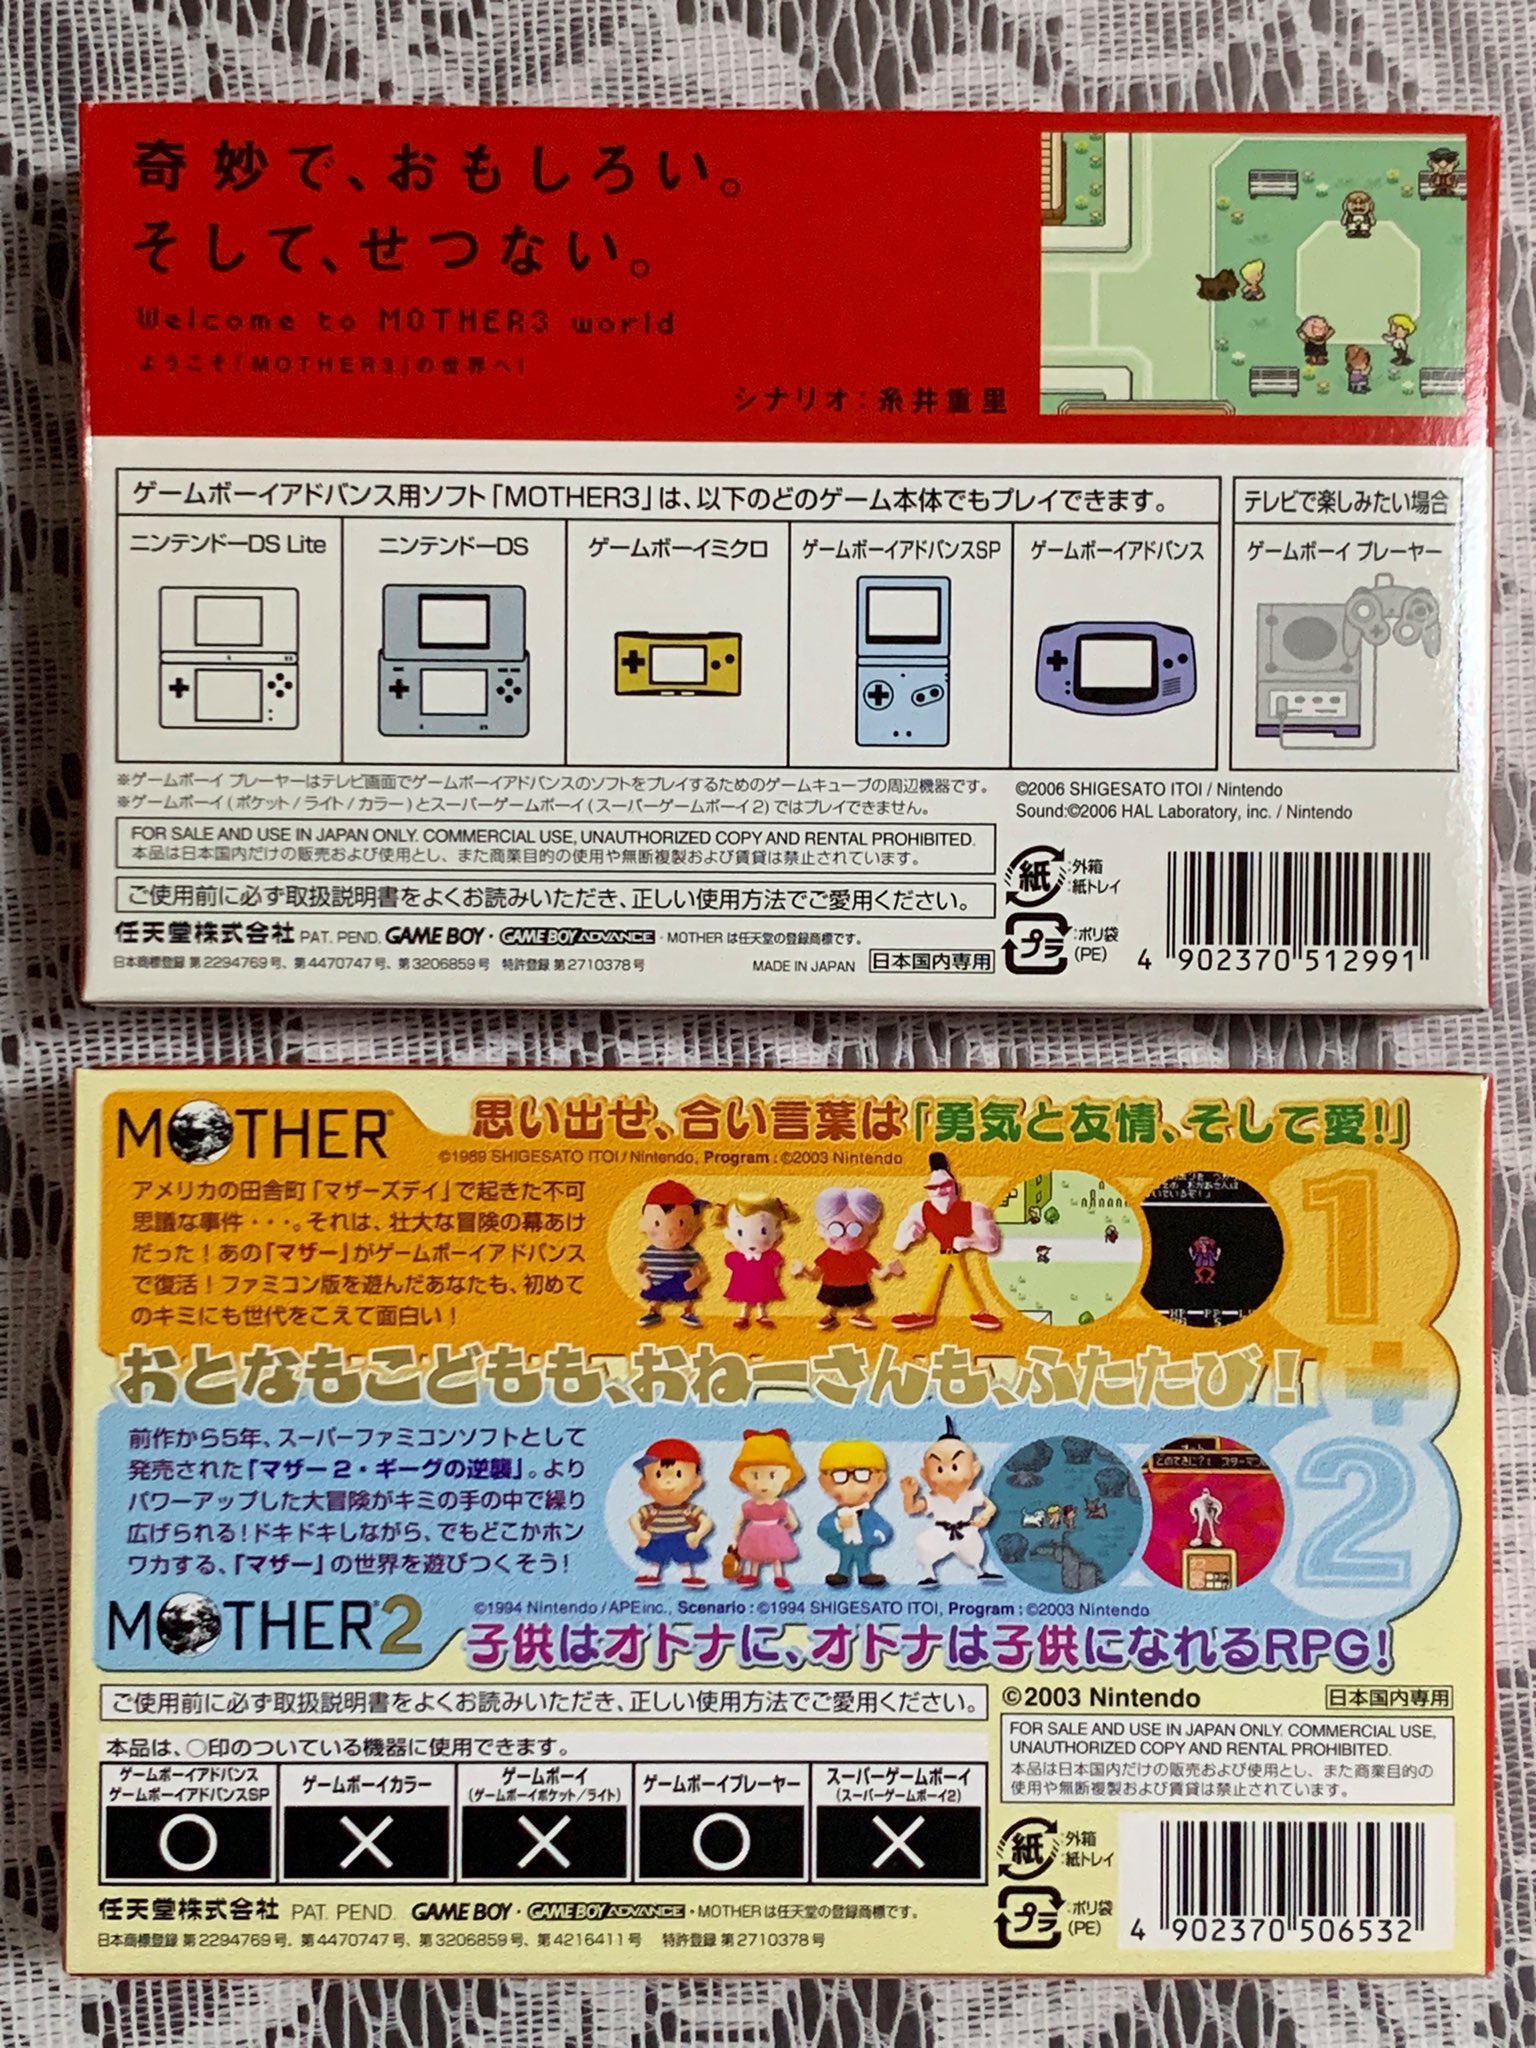 奇妙で、おもしろい。
そして、せつない。
Welcome to MOTHER3 world
ようこそ「MOTHER3」の世界へ!
シナリオ:糸井重里
ゲームボーイアドバンス用ソフト「MOTHER3」は、以下のどのゲーム本体でもプレイできます。
テレビで楽しみたい場合
ニンテンドーDS Lite
ニンテンドーDS
ゲームボーイミクロ
ゲームボーイアドバンスSP
ゲームボーイアドバンス
ゲームボーイ プレーヤー
※ゲームボーイ プレーヤーはテレビ画面でゲームボーイアドバンスのソフトをプレイするためのゲームキューブの周辺機器です。
※ゲームボーイ(ポケット/ライト/カラー)とスーパーゲームボーイ(スーパーゲームボーイ2)ではプレイできません。
©2006 SHIGESATO ITOI / Nintendo
Sound:©2006 HAL Laboratory, inc. / Nintendo
FOR SALE AND USE IN JAPAN ONLY. COMMERCIAL USE, UNAUTHORIZED COPY AND RENTAL PROHIBITED.
本品は日本国内だけの販売および使用とし、また商業目的の使用や無断複製および賃貸は禁止されています。
ご使用前に必ず取扱説明書をよくお読みいただき、正しい使用方法でご愛用ください。
紙 :外箱
:紙トレイ
プラ :ポリ袋
(PE)
任天堂株式会社 PAT. PEND. GAME BOY・GAME BOY ADVANCE・MOTHER は任天堂の登録商標です。
日本商標登録 第2294769号、第4470747号、第3206859号 特許登録 第2710378号
MADE IN JAPAN 日本国内専用
4 902370 512991
MOTHER
思い出せ、合い言葉は「勇気と友情、そして愛!」
©1989 SHIGESATO ITOI / Nintendo, Program : ©2003 Nintendo
アメリカの田舎町「マザーズデイ」で起きた不可
思議な事件・・・。それは、壮大な冒険の幕あけ
だった!あの「マザー」がゲームボーイアドバンス
で復活!ファミコン版を遊んだあなたも、初めて
のキミにも世代をこえて面白い!
1+2
おとなもこどもも、おねーさんも、ふたたび!
前作から5年、スーパーファミコンソフトとして
発売された「マザー2・ギーグの逆襲」。より
パワーアップした大冒険がキミの手の中で繰り
広げられる!ドキドキしながら、でもどこかホン
ワカする、「マザー」の世界を遊びつくそう!
MOTHER2
©1994 Nintendo / APE inc., Scenario : ©1994 SHIGESATO ITOI, Program : ©2003 Nintendo
子供はオトナに、オトナは子供になれるRPG!
ご使用前に必ず取扱説明書をよくお読みいただき、正しい使用方法でご愛用ください。
©2003 Nintendo
日本国内専用
FOR SALE AND USE IN JAPAN ONLY. COMMERCIAL USE,
UNAUTHORIZED COPY AND RENTAL PROHIBITED.
本品は日本国内だけの販売および使用とし、また商業目的の
使用や無断複製および賃貸は禁止されています。
本品は、○印のついている機器に使用できます。
ゲームボーイアドバンス
ゲームボーイアドバンスSP
ゲームボーイカラー
ゲームボーイ
(ゲームボーイポケット/ライト)
ゲームボーイプレーヤー
スーパーゲームボーイ
(スーパーゲームボーイ2)
○ × × ○ ×
紙 :外箱
:紙トレイ
プラ :ポリ袋
(PE)
任天堂株式会社 PAT. PEND. GAME BOY・GAME BOY ADVANCE・MOTHERは任天堂の登録商標です。
日本商標登録 第2294769号、第4470747号、第3206859号、第4216411号 特許登録 第2710378号
4 902370 506532